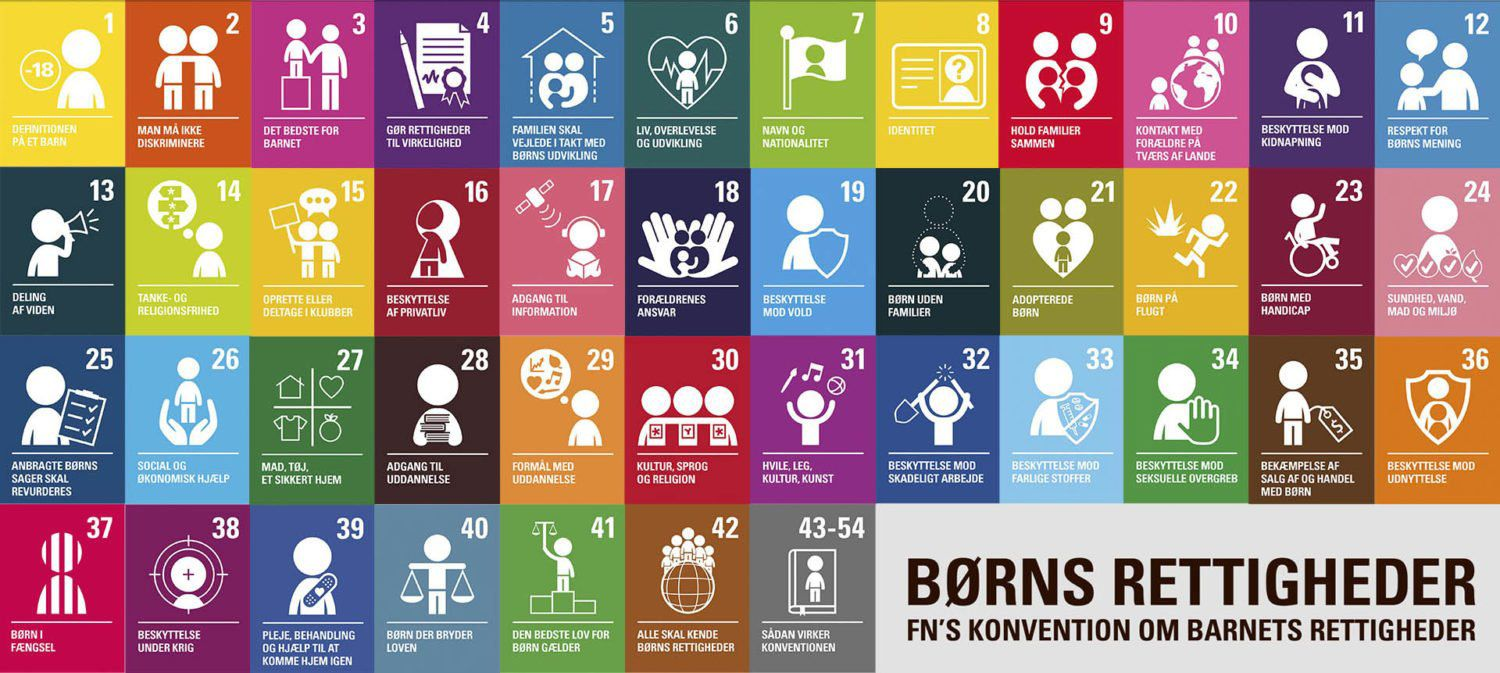 1
-18
DEFINITIONEN
PÅ ET BARN
2
MAN MÅ IKKE
DISKRIMINERE
3
DET BEDSTE FOR
BARNET
4
GØR RETTIGHEDER
TIL VIRKELIGHED
5
FAMILIEN SKAL
VEJLEDE I TAKT MED
BØRNS UDVIKLING
6
LIV, OVERLEVELSE
OG UDVIKLING
7
NAVN OG
NATIONALITET
8
?
IDENTITET
9
HOLD FAMILIER
SAMMEN
10
KONTAKT MED
FORÆLDRE PÅ
TVÆRS AF LANDE
11
BESKYTTELSE MOD
KIDNAPNING
12
RESPEKT FOR
BØRNS MENING
13
DELING
AF VIDEN
14
TANKE- OG
RELIGIONSFRIHED
15
OPRETTE ELLER
DELTAGE I KLUBBER
16
BESKYTTELSE
AF PRIVATLIV
17
ADGANG TIL
INFORMATION
18
FORÆLDRENES
ANSVAR
19
BESKYTTELSE
MOD VOLD
20
BØRN UDEN
FAMILIER
21
ADOPTEREDE
BØRN
22
BØRN PÅ
FLUGT
23
BØRN MED
HANDICAP
24
SUNDHED, VAND,
MAD OG MILJØ
25
ANBRAGTE BØRNS
SAGER SKAL
REVURDERES
26
SOCIAL OG
ØKONOMISK HJÆLP
27
MAD, TØJ,
ET SIKKERT HJEM
28
ADGANG TIL
UDDANNELSE
29
FORMÅL MED
UDDANNELSE
30
KULTUR, SPROG
OG RELIGION
31
HVILE, LEG,
KULTUR, KUNST
32
BESKYTTELSE MOD
SKADELIGT ARBEJDE
33
BESKYTTELSE MOD
FARLIGE STOFFER
34
BESKYTTELSE MOD
SEKSUELLE OVERGREB
35
$
BEKÆMPELSE AF
SALG AF OG HANDEL
MED BØRN
36
BESKYTTELSE MOD
UDNYTTELSE
37
BØRN I
FÆNGSEL
38
BESKYTTELSE
UNDER KRIG
39
PLEJE, BEHANDLING
OG HJÆLP TIL AT
KOMME HJEM IGEN
40
BØRN DER BRYDER
LOVEN
41
DEN BEDSTE LOV FOR
BØRN GÆLDER
42
ALLE SKAL KENDE
BØRNS RETTIGHEDER
43-54
SÅDAN VIRKER
KONVENTIONEN
BØRNS RETTIGHEDER
FN'S KONVENTION OM BARNETS RETTIGHEDER